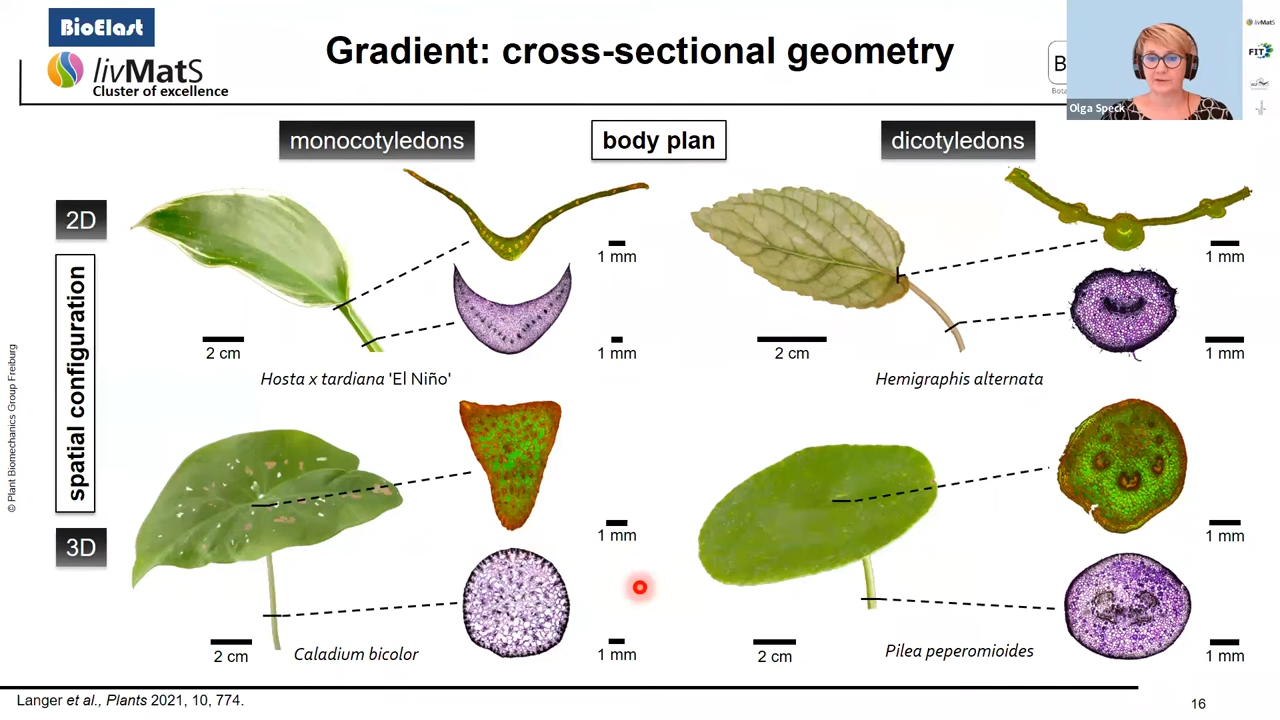 BioElast
livMatS
Cluster of excellence
Gradient: cross-sectional geometry
B
Bota
Olga Speck
livMatS
FIT
monocotyledons
body plan
dicotyledons
2D
spatial configuration
3D
1 mm
1 mm
2 cm
Hosta x tardiana 'El Niño'
1 mm
1 mm
2 cm
Hemigraphis alternata
1 mm
1 mm
2 cm
Caladium bicolor
1 mm
1 mm
2 cm
Pilea peperomioides
© Plant Biomechanics Group Freiburg
Langer et al., Plants 2021, 10, 774.
16